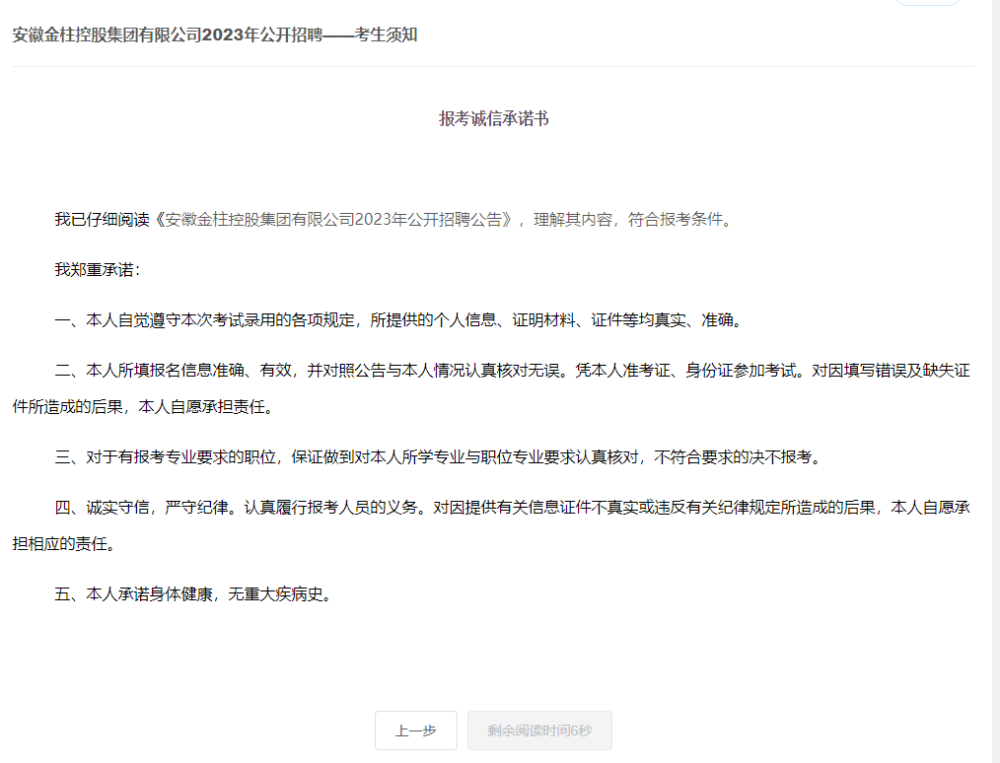 安徽金柱控股集团有限公司2023年公开招聘——考生须知
报考诚信承诺书
我已仔细阅读《安徽金柱控股集团有限公司2023年公开招聘公告》，理解其内容，符合报考条件。
我郑重承诺：
一、本人自觉遵守本次考试录用的各项规定，所提供的个人信息、证明材料、证件等均真实、准确。
二、本人所填报名信息准确、有效，并对照公告与本人情况认真核对无误。凭本人准考证、身份证参加考试。对因填写错误及缺失证
件所造成的后果，本人自愿承担责任。
三、对于有报考专业要求的职位，保证做到对本人所学专业与职位专业要求认真核对，不符合要求的决不报考。
四、诚实守信，严守纪律。认真履行报考人员的义务。对因提供有关信息证件不真实或违反有关纪律规定所造成的后果，本人自愿承
担相应的责任。
五、本人承诺身体健康，无重大疾病史。
上一步
剩余阅读时间6秒